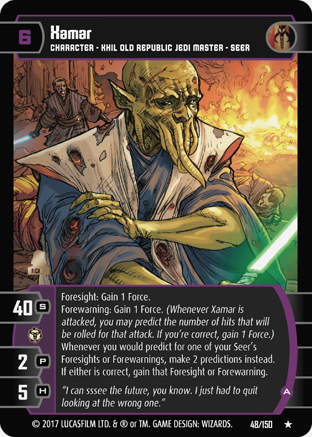 6
Xamar
CHARACTER - KHIL OLD REPUBLIC JEDI MASTER - SEER
40 S
2 P
5 H
Foresight: Gain 1 Force.
Forewarning: Gain 1 Force. (Whenever Xamar is
attacked, you may predict the number of hits that will
be rolled for that attack. If you're correct, gain 1 Force.)
Whenever you would predict for one of your Seer's
Foresights or Forewarnings, make 2 predictions instead.
If either is correct, gain that Foresight or Forewarning.
"I can sssee the future, you know. I just had to quit
looking at the wrong one."
A
© 2017 LUCASFILM LTD. & ® or TM. GAME DESIGN: WIZARDS.
48/150